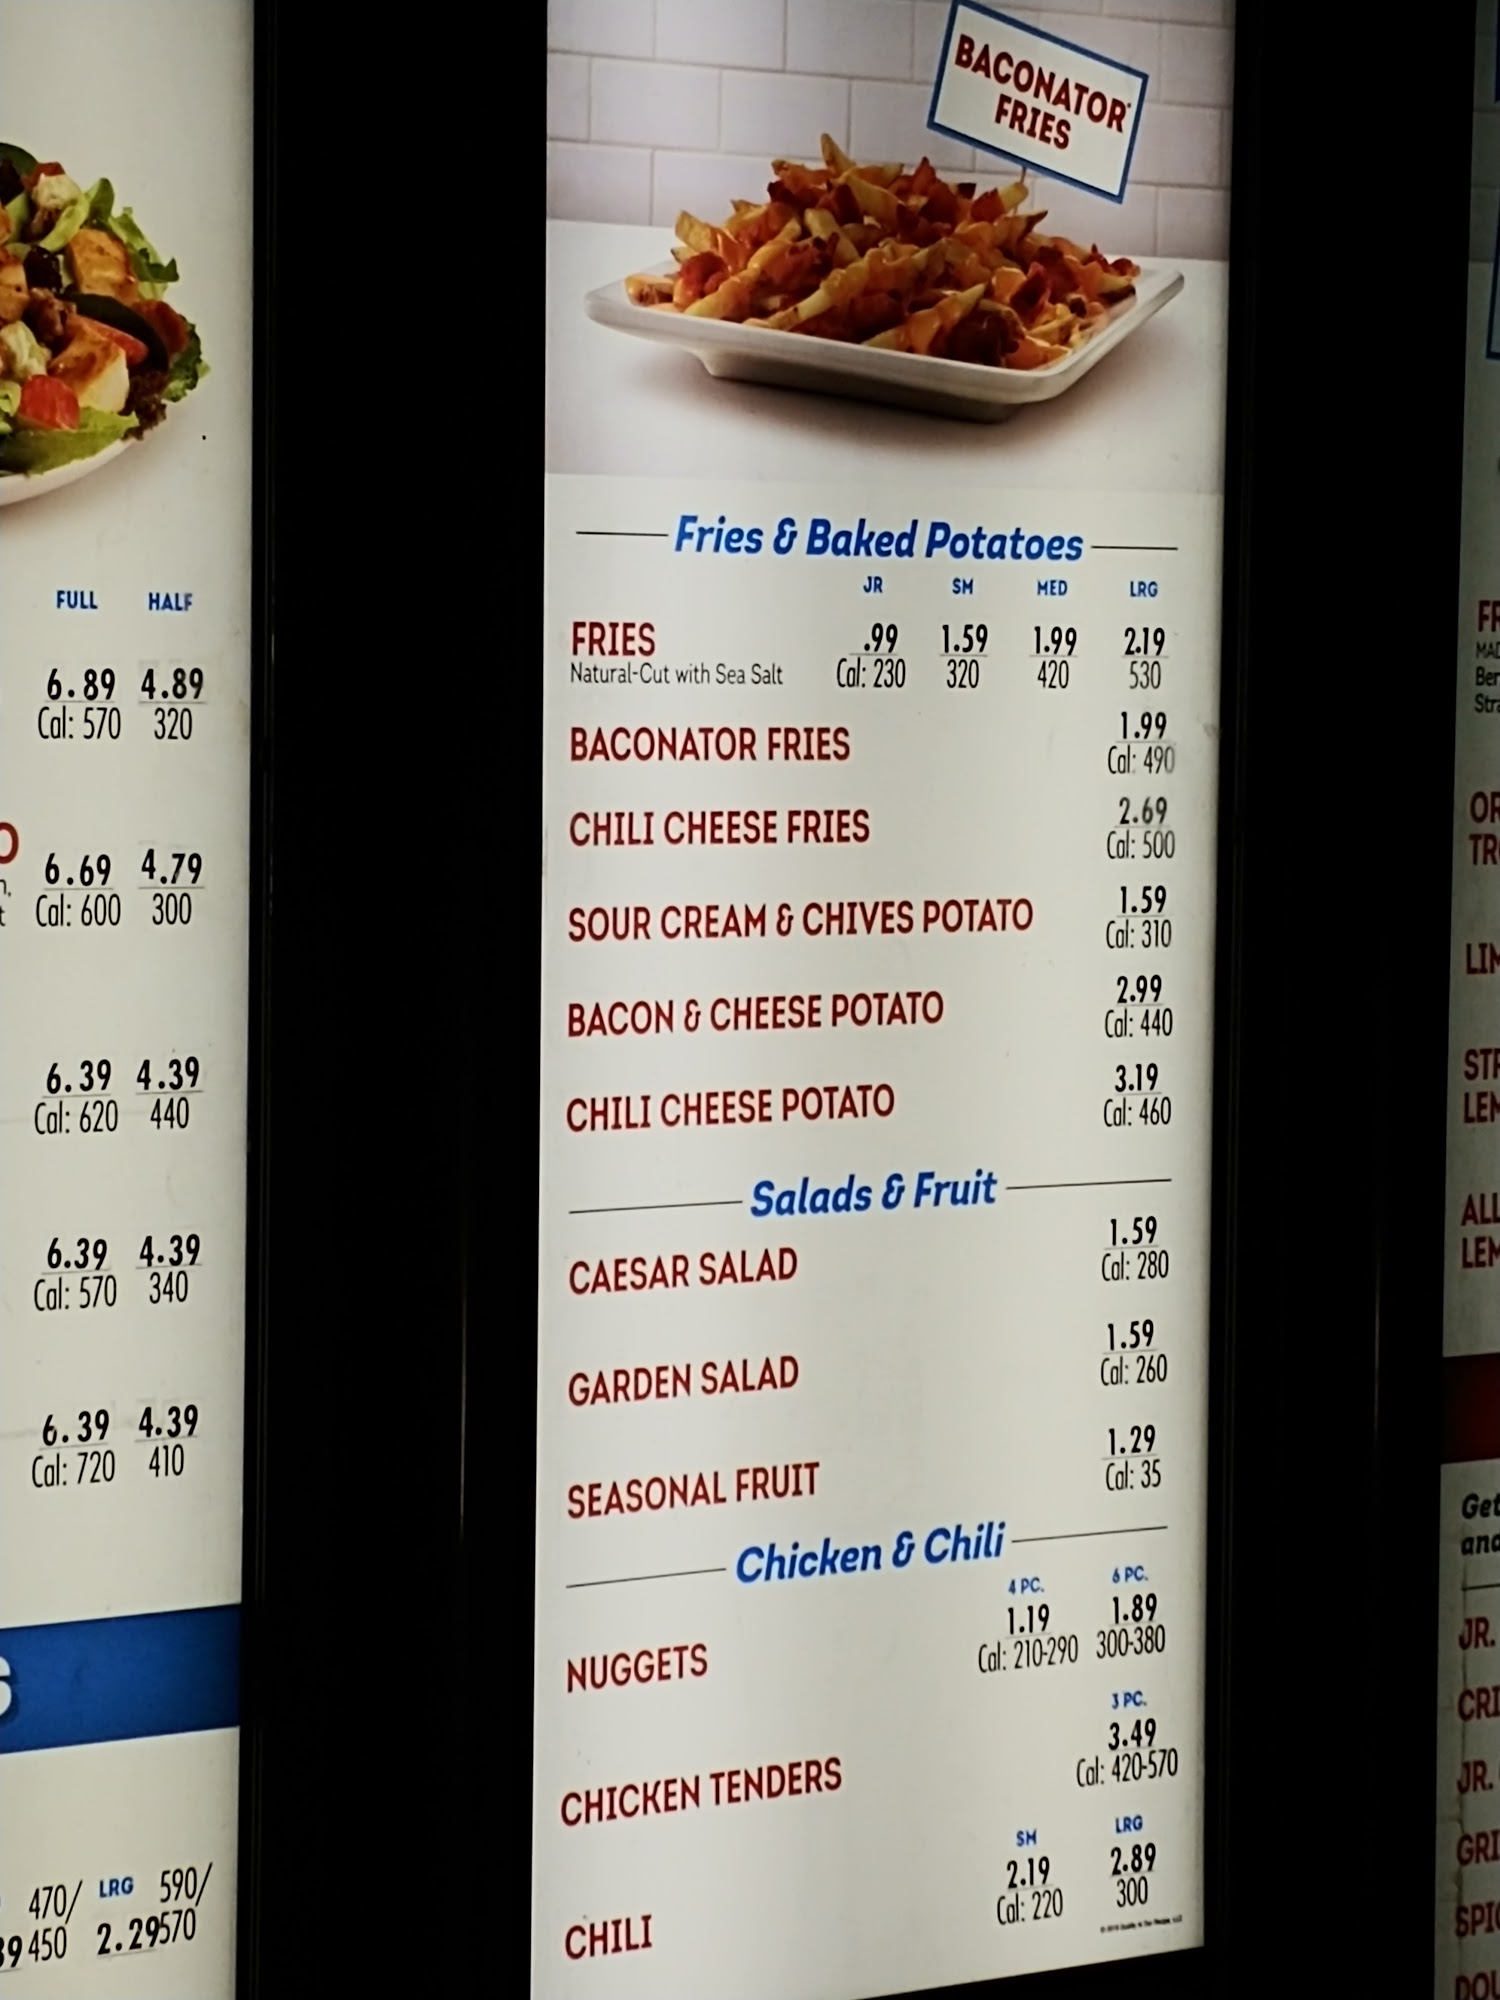 FULL HALF
6.89 4.89
Cal: 570 320
6.69 4.79
Cal: 600 300
6.39 4.39
Cal: 620 440
6.39 4.39
Cal: 570 340
6.39 4.39
Cal: 720 410
470/ LRG 590/
450 2.29 570
BACONATOR
FRIES
Fries & Baked Potatoes
JR SM MED LRG
FRIES .99 1.59 1.99 2.19
Natural-Cut with Sea Salt Cal: 230 320 420 530
BACONATOR FRIES 1.99
Cal: 490
CHILI CHEESE FRIES 2.69
Cal: 500
SOUR CREAM & CHIVES POTATO 1.59
Cal: 310
BACON & CHEESE POTATO 2.99
Cal: 440
CHILI CHEESE POTATO 3.19
Cal: 460
Salads & Fruit
CAESAR SALAD 1.59
Cal: 280
GARDEN SALAD 1.59
Cal: 260
SEASONAL FRUIT 1.29
Cal: 35
Chicken & Chili
4 PC. 6 PC.
1.19 1.89
NUGGETS Cal: 210-290 300-380
3 PC.
3.49
CHICKEN TENDERS Cal: 420-570
SM LRG
2.19 2.89
Cal: 220 300
CHILI
Get
JR.
JR.